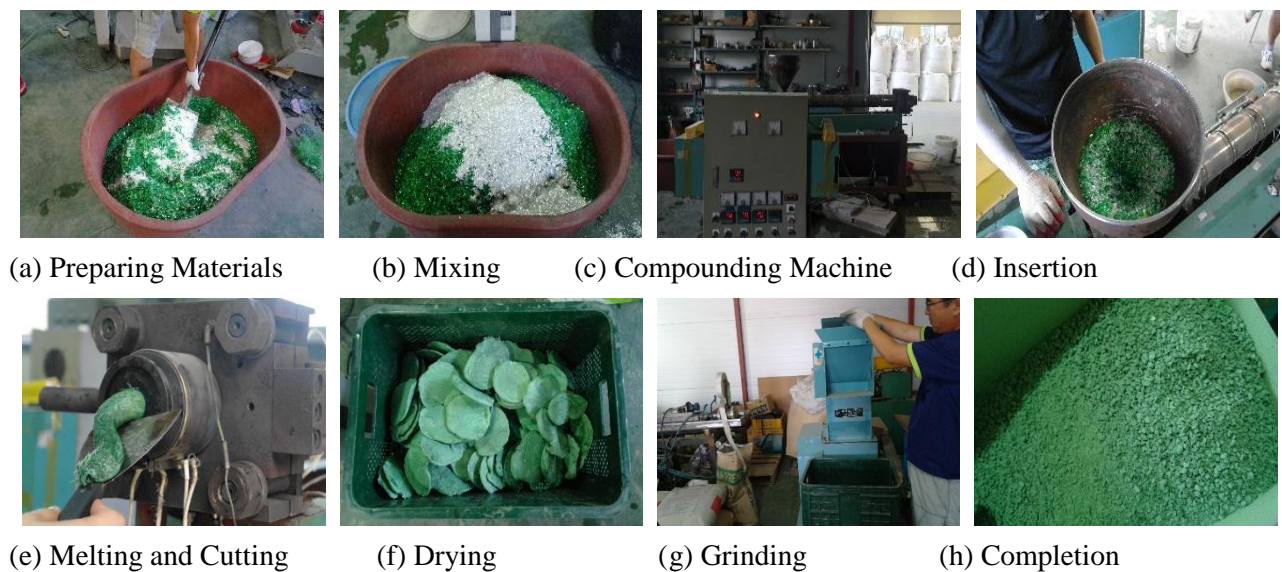 (a) Preparing Materials (b) Mixing (c) Compounding Machine (d) Insertion
(e) Melting and Cutting (f) Drying (g) Grinding (h) Completion